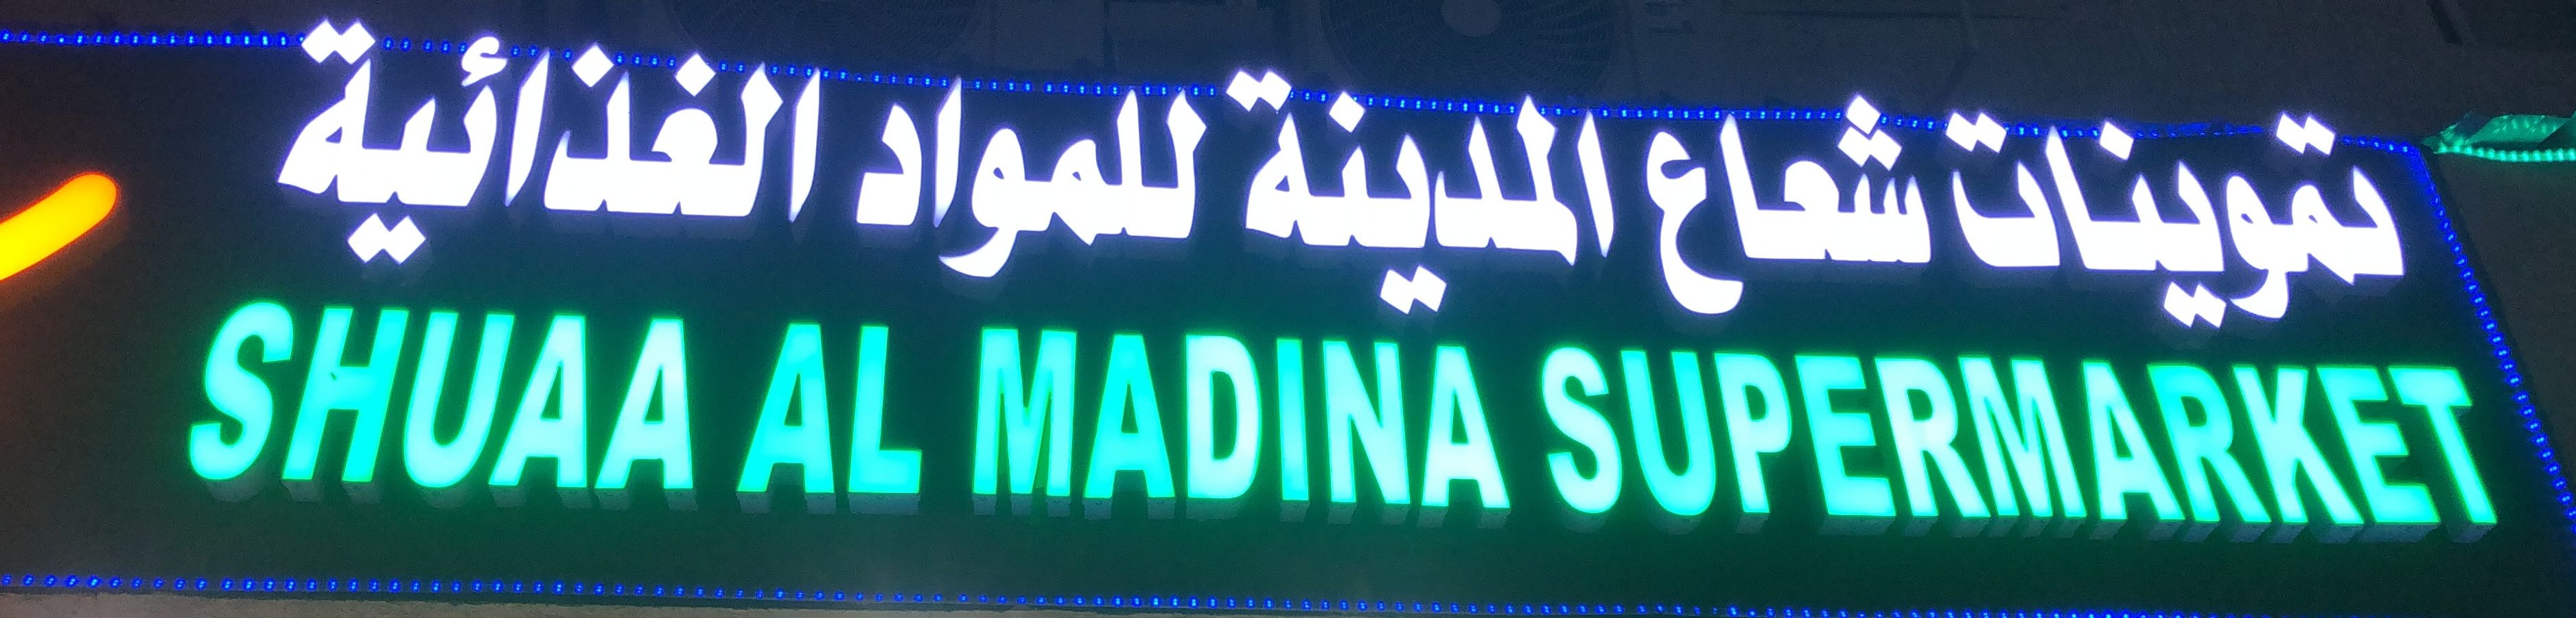 تموينات شعاع المدينة للمواد الغذائية
SHUAA AL MADINA SUPERMARKET